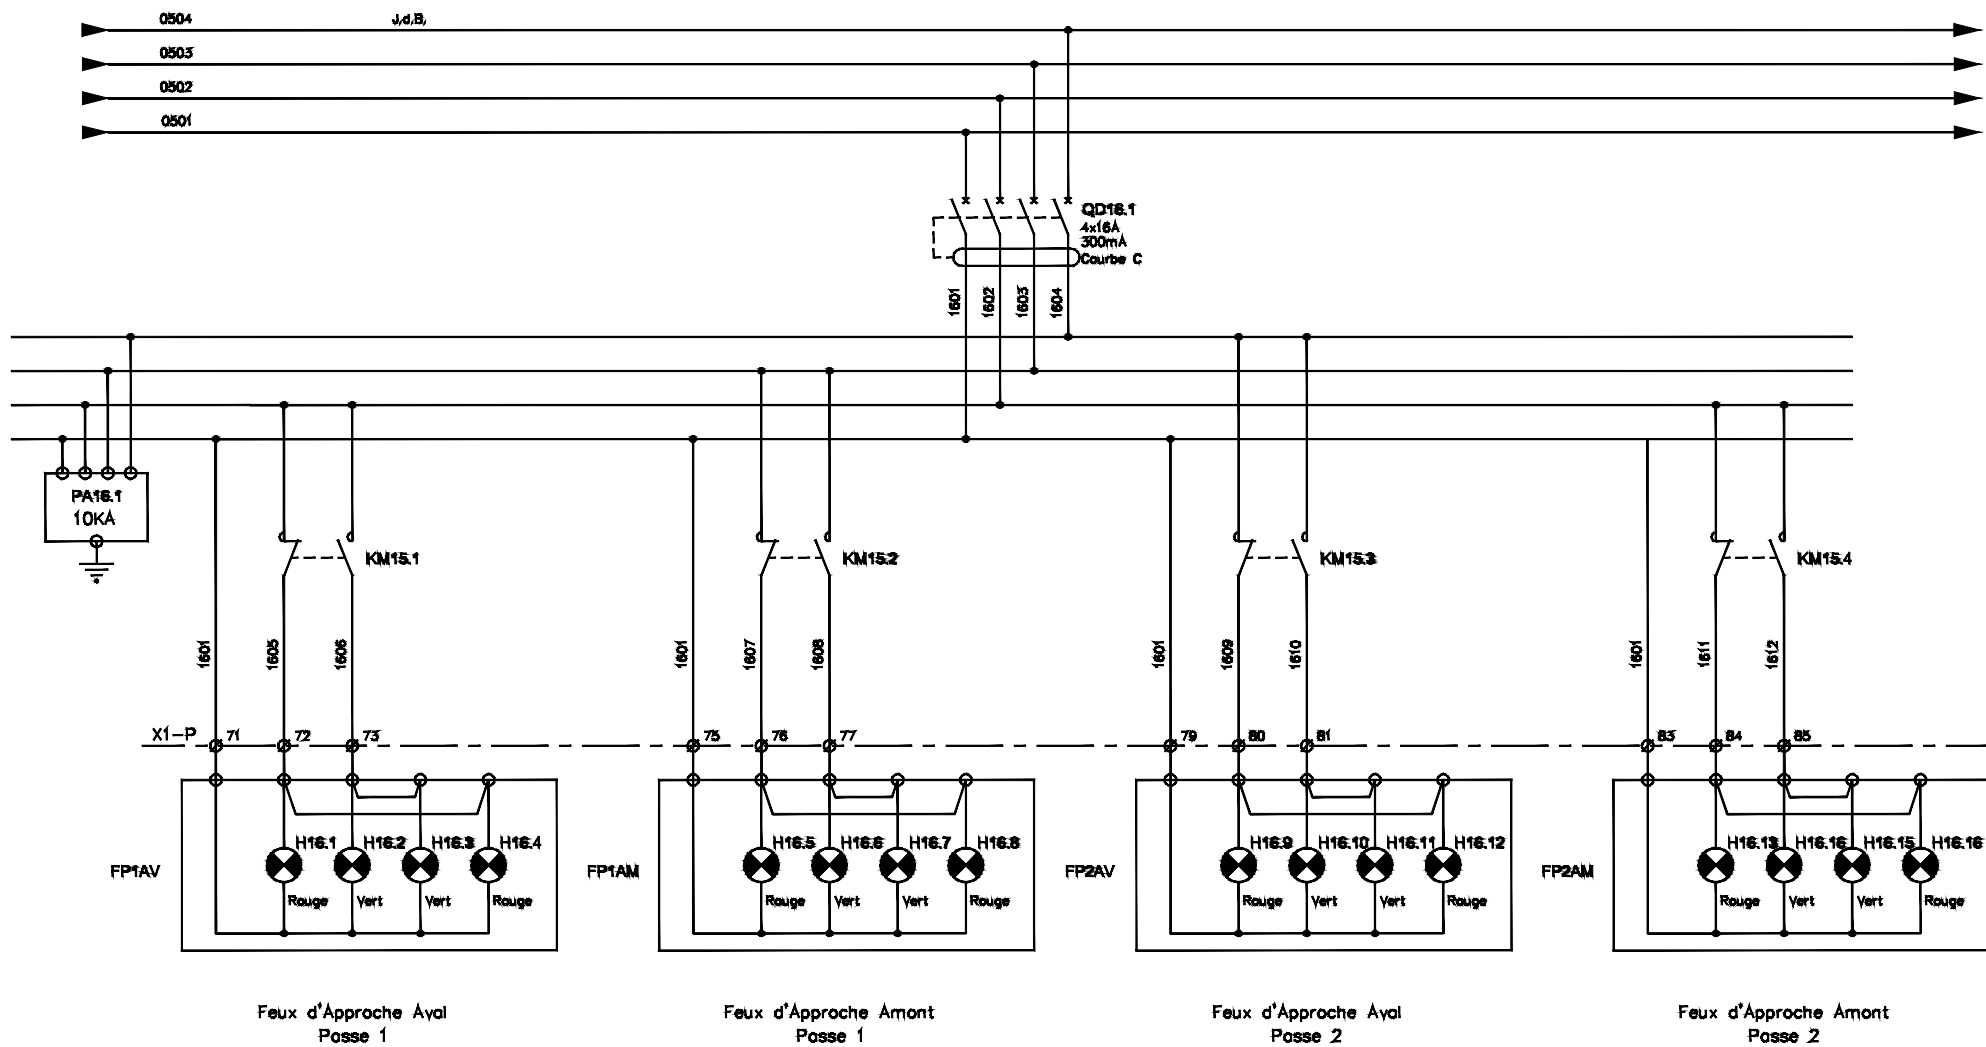 0504 J.d.B.
0503
0502
0501
QD16.1
4x16A
300mA
Courbe C
1601 1602 1603 1604
PA16.1
10KA
KM15.1 KM15.2 KM15.3 KM15.4
1601 1605 1606 1601 1607 1608 1601 1609 1610 1601 1611 1612
X1-P 71 72 73 75 76 77 79 80 81 83 84 85
H16.1 H16.2 H16.3 H16.4 H16.5 H16.6 H16.7 H16.8 H16.9 H16.10 H16.11 H16.12 H16.13 H16.16 H16.15 H16.16
FP1AV FP1AM FP2AV FP2AM
Rouge Vert Vert Rouge Rouge Vert Vert Rouge Rouge Vert Vert Rouge Rouge Vert Vert Rouge
Feux d'Approche Aval Feux d'Approche Amont Feux d'Approche Aval Feux d'Approche Amont
Passe 1 Passe 1 Passe 2 Passe 2